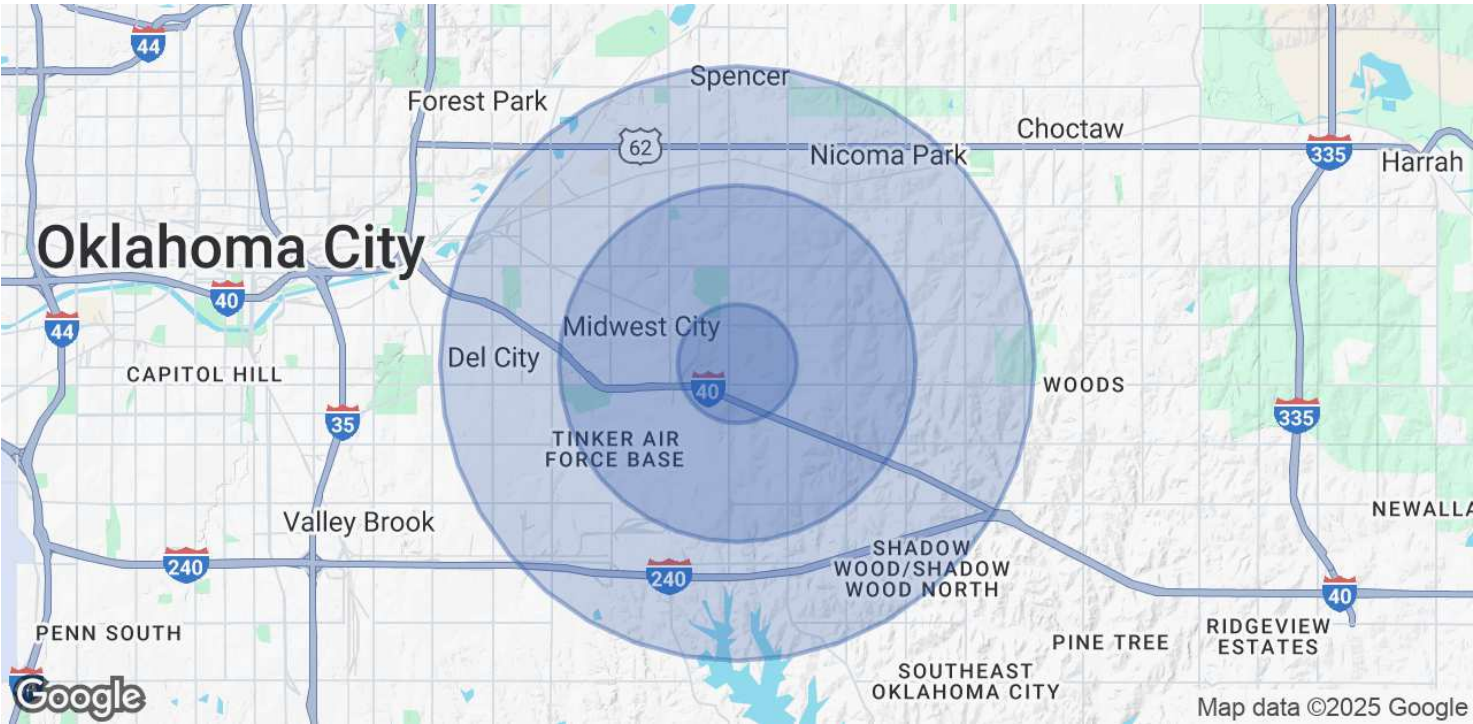 44
Spencer
Forest Park
62
Choctaw
Nicoma Park
335
Harrah
Oklahoma City
40
44
Midwest City
Del City
CAPITOL HILL
40
WOODS
35
335
TINKER AIR
FORCE BASE
NEWALLA
Valley Brook
SHADOW
WOOD/SHADOW
WOOD NORTH
240
240
40
PENN SOUTH
PINE TREE
RIDGEVIEW
ESTATES
SOUTHEAST
OKLAHOMA CITY
Google
Map data ©2025 Google